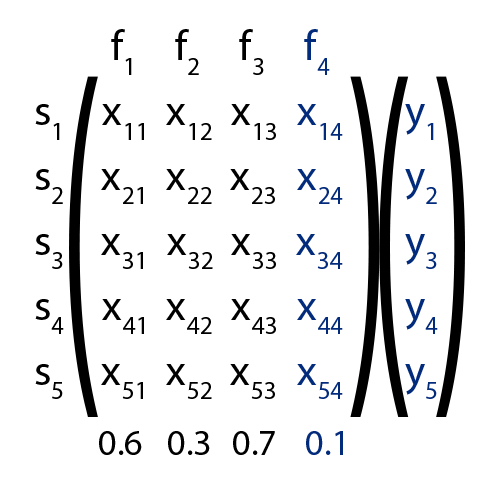 f1 f2 f3 f4
s1 x11 x12 x13 x14 y1
s2 x21 x22 x23 x24 y2
s3 x31 x32 x33 x34 y3
s4 x41 x42 x43 x44 y4
s5 x51 x52 x53 x54 y5
0.6 0.3 0.7 0.1